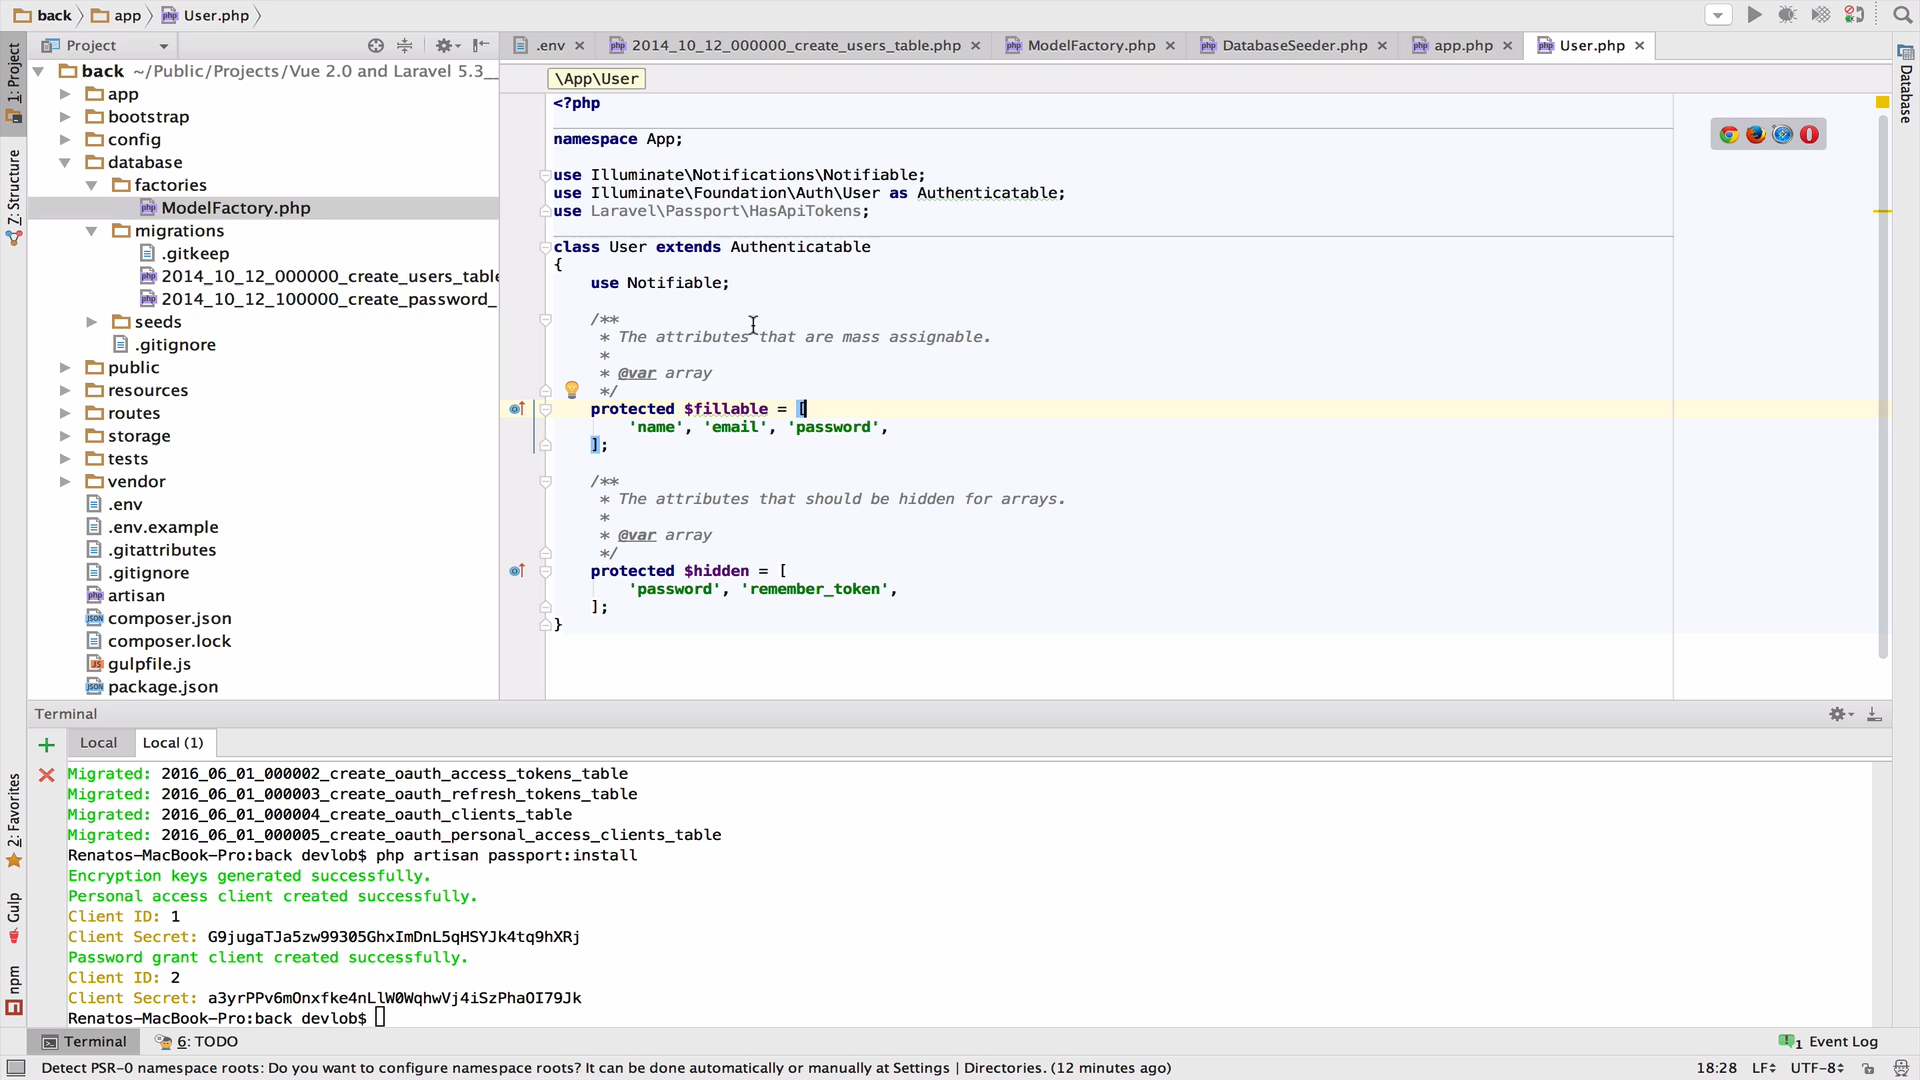 back app User.php
Project
.env 2014_10_12_000000_create_users_table.php ModelFactory.php DatabaseSeeder.php app.php User.php
1: Project
Z: Structure
2: Favorites
Gulp
npm
Database
back ~/Public/Projects/Vue 2.0 and Laravel 5.3__
app
bootstrap
config
database
factories
ModelFactory.php
migrations
.gitkeep
2014_10_12_000000_create_users_table
2014_10_12_100000_create_password_
seeds
.gitignore
public
resources
routes
storage
tests
vendor
.env
.env.example
.gitattributes
.gitignore
artisan
composer.json
composer.lock
gulpfile.js
package.json
\App\User
<?php
namespace App;
use Illuminate\Notifications\Notifiable;
use Illuminate\Foundation\Auth\User as Authenticatable;
use Laravel\Passport\HasApiTokens;
class User extends Authenticatable
{
use Notifiable;
/**
* The attributes that are mass assignable.
*
* @var array
*/
protected $fillable = [
'name', 'email', 'password',
];
/**
* The attributes that should be hidden for arrays.
*
* @var array
*/
protected $hidden = [
'password', 'remember_token',
];
}
Terminal
Local Local (1)
Migrated: 2016_06_01_000002_create_oauth_access_tokens_table
Migrated: 2016_06_01_000003_create_oauth_refresh_tokens_table
Migrated: 2016_06_01_000004_create_oauth_clients_table
Migrated: 2016_06_01_000005_create_oauth_personal_access_clients_table
Renatos-MacBook-Pro:back devlob$ php artisan passport:install
Encryption keys generated successfully.
Personal access client created successfully.
Client ID: 1
Client Secret: G9jugaTJa5zw99305GhxImDnL5qHSYJk4tq9hXRj
Password grant client created successfully.
Client ID: 2
Client Secret: a3yrPPv6mOnxfke4nLlW0WqhwVj4iSzPhaOI79Jk
Renatos-MacBook-Pro:back devlob$
Terminal 6: TODO 1 Event Log
Detect PSR-0 namespace roots: Do you want to configure namespace roots? It can be done automatically or manually at Settings | Directories. (12 minutes ago) 18:28 LF UTF-8